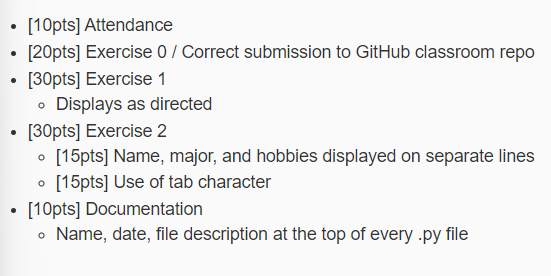 [10pts] Attendance
[20pts] Exercise 0 / Correct submission to GitHub classroom repo
[30pts] Exercise 1
Displays as directed
[30pts] Exercise 2
[15pts] Name, major, and hobbies displayed on separate lines
[15pts] Use of tab character
[10pts] Documentation
Name, date, file description at the top of every .py file